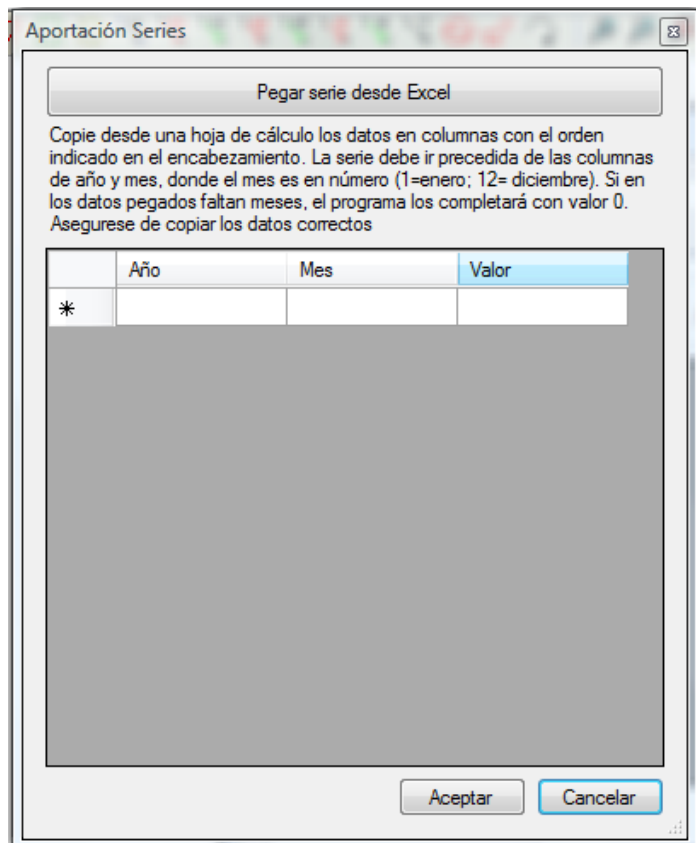 Aportación Series
Pegar serie desde Excel
Copie desde una hoja de cálculo los datos en columnas con el orden
indicado en el encabezamiento. La serie debe ir precedida de las columnas
de año y mes, donde el mes es en número (1=enero; 12= diciembre). Si en
los datos pegados faltan meses, el programa los completará con valor 0.
Asegurese de copiar los datos correctos
Año Mes Valor
Aceptar Cancelar